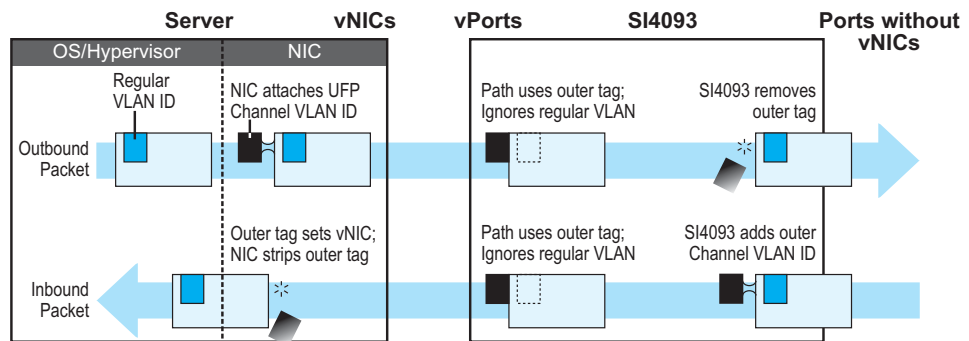 Server
vNICs
vPorts
SI4093
Ports without
vNICs
OS/Hypervisor
NIC
Regular
VLAN ID
NIC attaches UFP
Channel VLAN ID
Path uses outer tag;
Ignores regular VLAN
SI4093 removes
outer tag
Outbound
Packet
Outer tag sets vNIC;
NIC strips outer tag
Path uses outer tag;
Ignores regular VLAN
SI4093 adds outer
Channel VLAN ID
Inbound
Packet